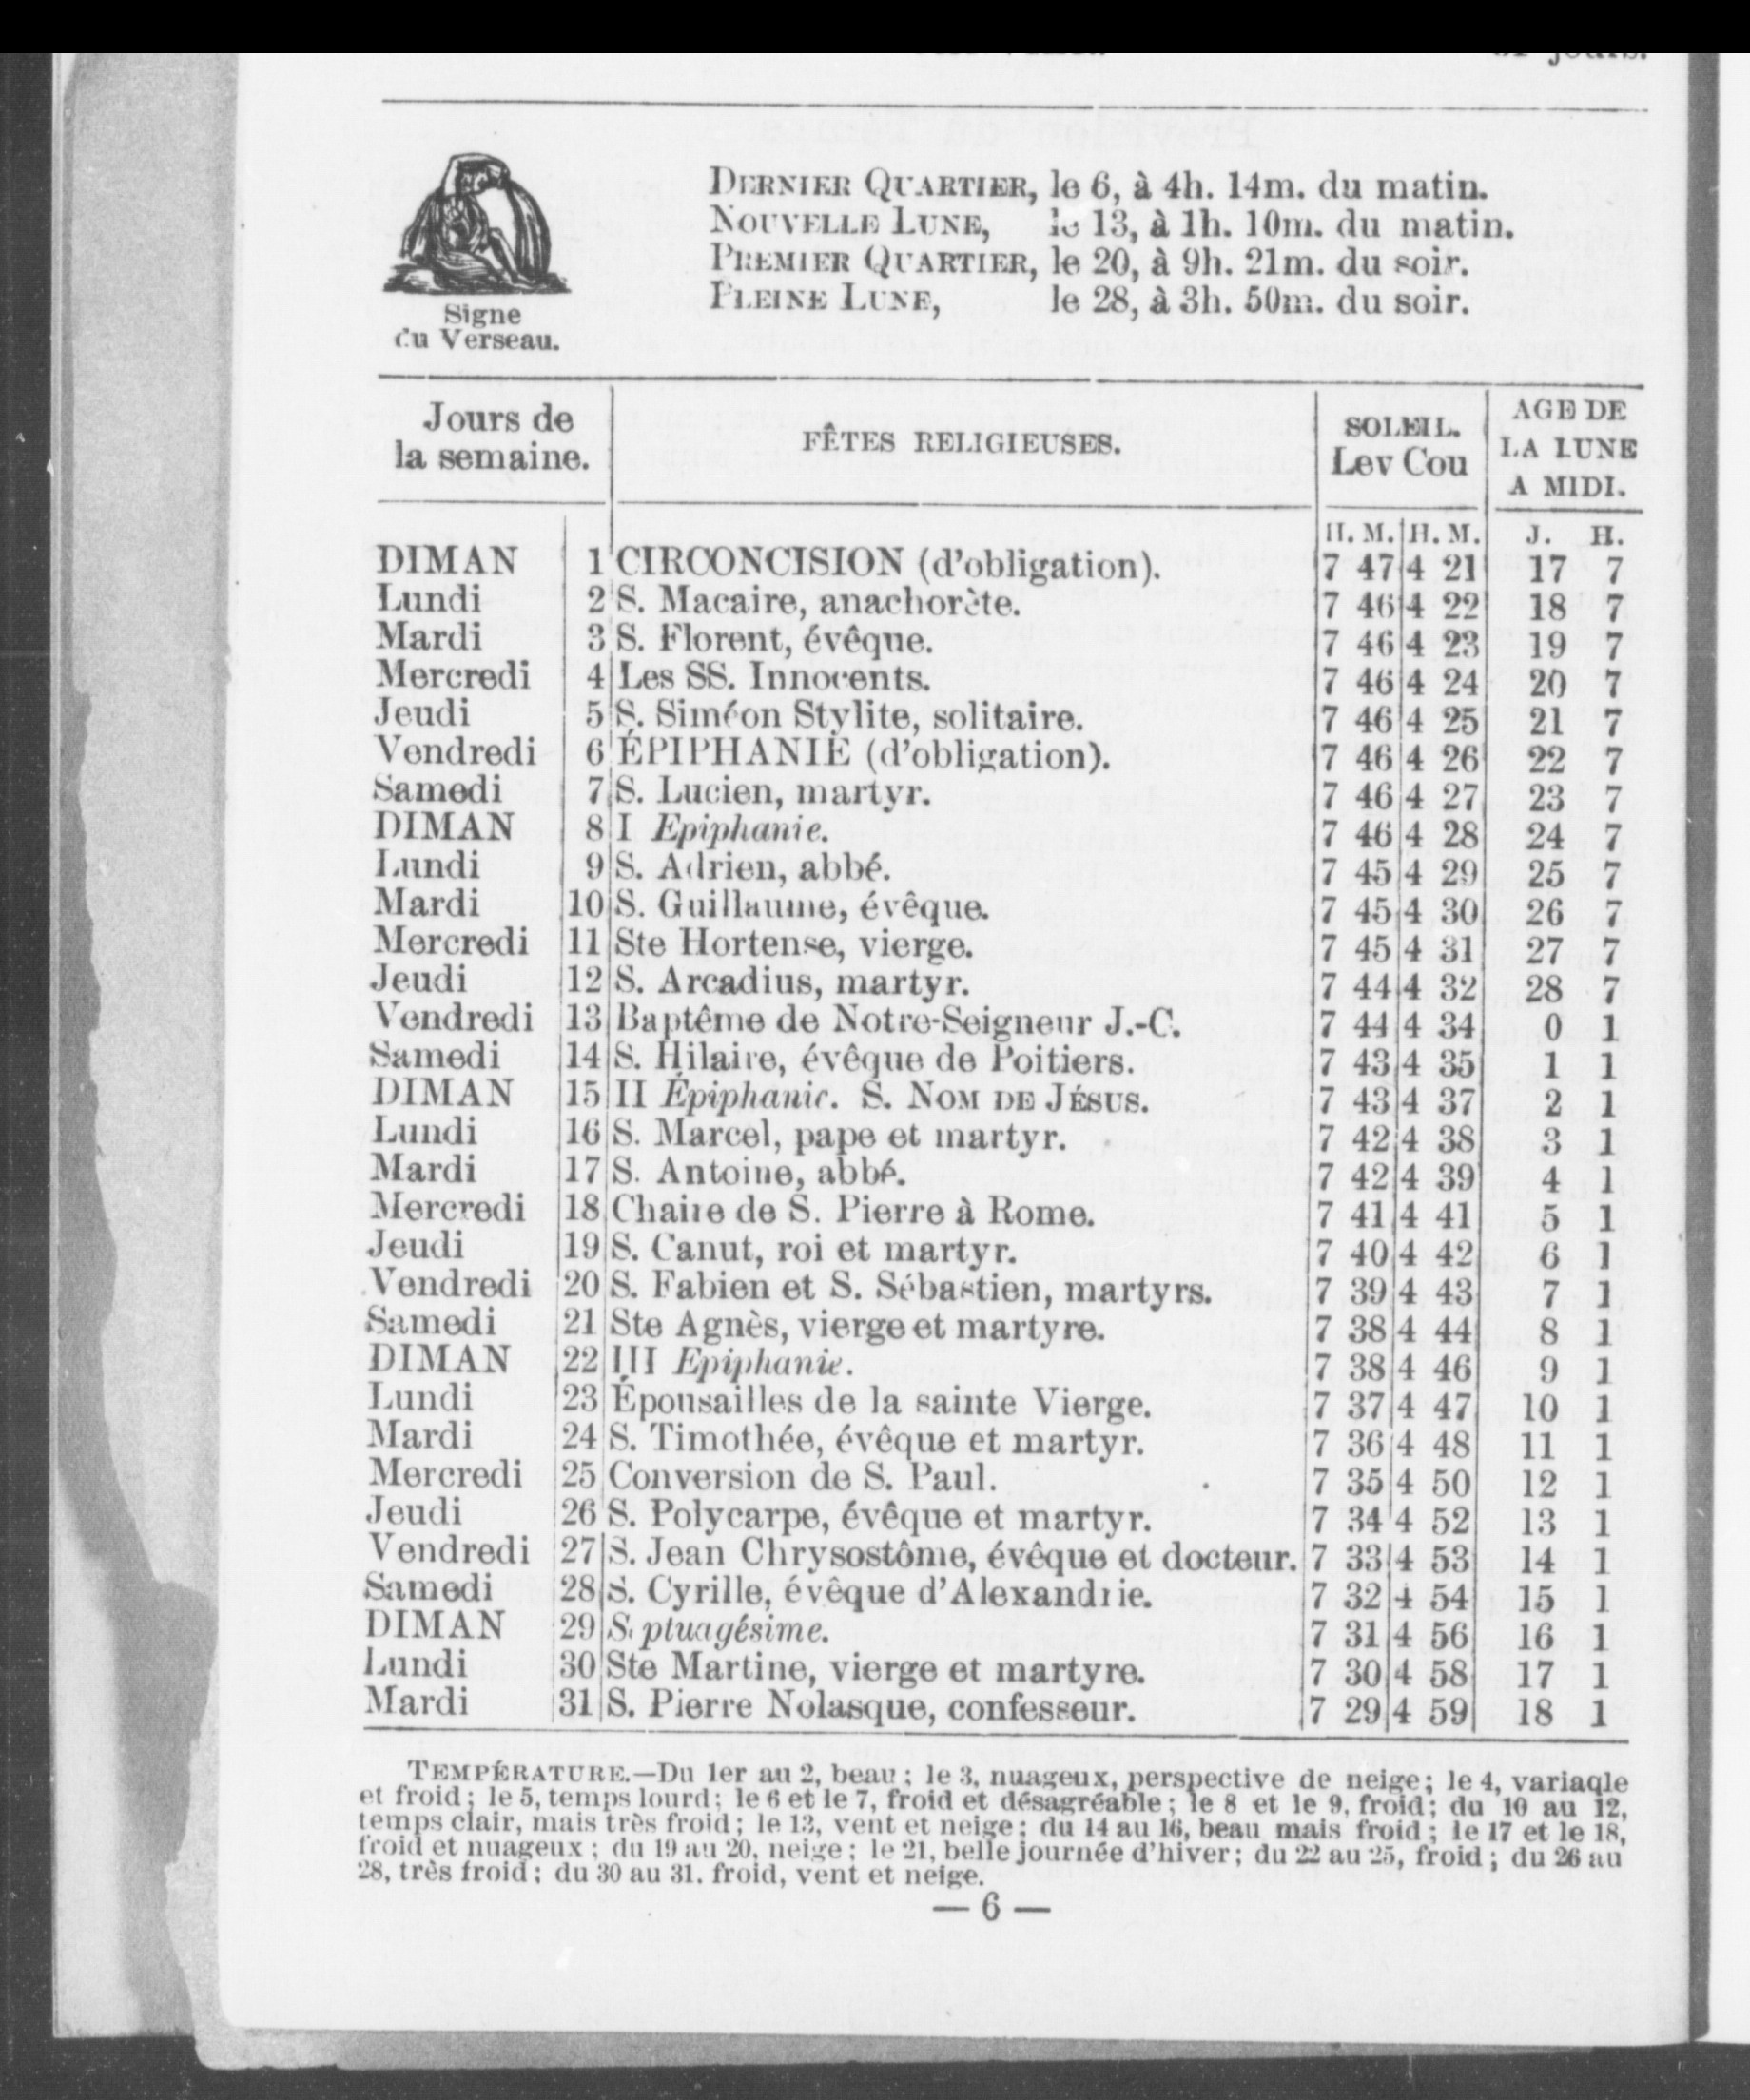 31 jours.
DERNIER QUARTIER, le 6, à 4h. 14m. du matin.
NOUVELLE LUNE, le 13, à 1h. 10m. du matin.
PREMIER QUARTIER, le 20, à 9h. 21m. du soir.
PLEINE LUNE, le 28, à 3h. 50m. du soir.
Signe
du Verseau.
Jours de
la semaine.
FÊTES RELIGIEUSES.
SOLEIL.
Lev Cou
AGE DE
LA LUNE
A MIDI.
H. M. H. M. J. H.
DIMAN 1 CIRCONCISION (d'obligation). 7 47 4 21 17 7
Lundi 2 S. Macaire, anachorète. 7 46 4 22 18 7
Mardi 3 S. Florent, évêque. 7 46 4 23 19 7
Mercredi 4 Les SS. Innocents. 7 46 4 24 20 7
Jeudi 5 S. Siméon Stylite, solitaire. 7 46 4 25 21 7
Vendredi 6 ÉPIPHANIE (d'obligation). 7 46 4 26 22 7
Samedi 7 S. Lucien, martyr. 7 46 4 27 23 7
DIMAN 8 I Epiphanie. 7 46 4 28 24 7
Lundi 9 S. Adrien, abbé. 7 45 4 29 25 7
Mardi 10 S. Guillaume, évêque. 7 45 4 30 26 7
Mercredi 11 Ste Hortense, vierge. 7 45 4 31 27 7
Jeudi 12 S. Arcadius, martyr. 7 44 4 32 28 7
Vendredi 13 Baptême de Notre-Seigneur J.-C. 7 44 4 34 0 1
Samedi 14 S. Hilaire, évêque de Poitiers. 7 43 4 35 1 1
DIMAN 15 II Épiphanie. S. NOM DE JÉSUS. 7 43 4 37 2 1
Lundi 16 S. Marcel, pape et martyr. 7 42 4 38 3 1
Mardi 17 S. Antoine, abbé. 7 42 4 39 4 1
Mercredi 18 Chaire de S. Pierre à Rome. 7 41 4 41 5 1
Jeudi 19 S. Canut, roi et martyr. 7 40 4 42 6 1
Vendredi 20 S. Fabien et S. Sébastien, martyrs. 7 39 4 43 7 1
Samedi 21 Ste Agnès, vierge et martyre. 7 38 4 44 8 1
DIMAN 22 III Epiphanie. 7 38 4 46 9 1
Lundi 23 Épousailles de la sainte Vierge. 7 37 4 47 10 1
Mardi 24 S. Timothée, évêque et martyr. 7 36 4 48 11 1
Mercredi 25 Conversion de S. Paul. 7 35 4 50 12 1
Jeudi 26 S. Polycarpe, évêque et martyr. 7 34 4 52 13 1
Vendredi 27 S. Jean Chrysostôme, évêque et docteur. 7 33 4 53 14 1
Samedi 28 S. Cyrille, évêque d'Alexandrie. 7 32 4 54 15 1
DIMAN 29 Septuagésime. 7 31 4 56 16 1
Lundi 30 Ste Martine, vierge et martyre. 7 30 4 58 17 1
Mardi 31 S. Pierre Nolasque, confesseur. 7 29 4 59 18 1
TEMPÉRATURE.—Du 1er au 2, beau ; le 3, nuageux, perspective de neige ; le 4, variaqle
et froid ; le 5, temps lourd ; le 6 et le 7, froid et désagréable ; le 8 et le 9, froid ; du 10 au 12,
temps clair, mais très froid ; le 13, vent et neige ; du 14 au 16, beau mais froid ; le 17 et le 18,
froid et nuageux ; du 19 au 20, neige ; le 21, belle journée d'hiver ; du 22 au 25, froid ; du 26 au
28, très froid ; du 30 au 31. froid, vent et neige.
— 6 —